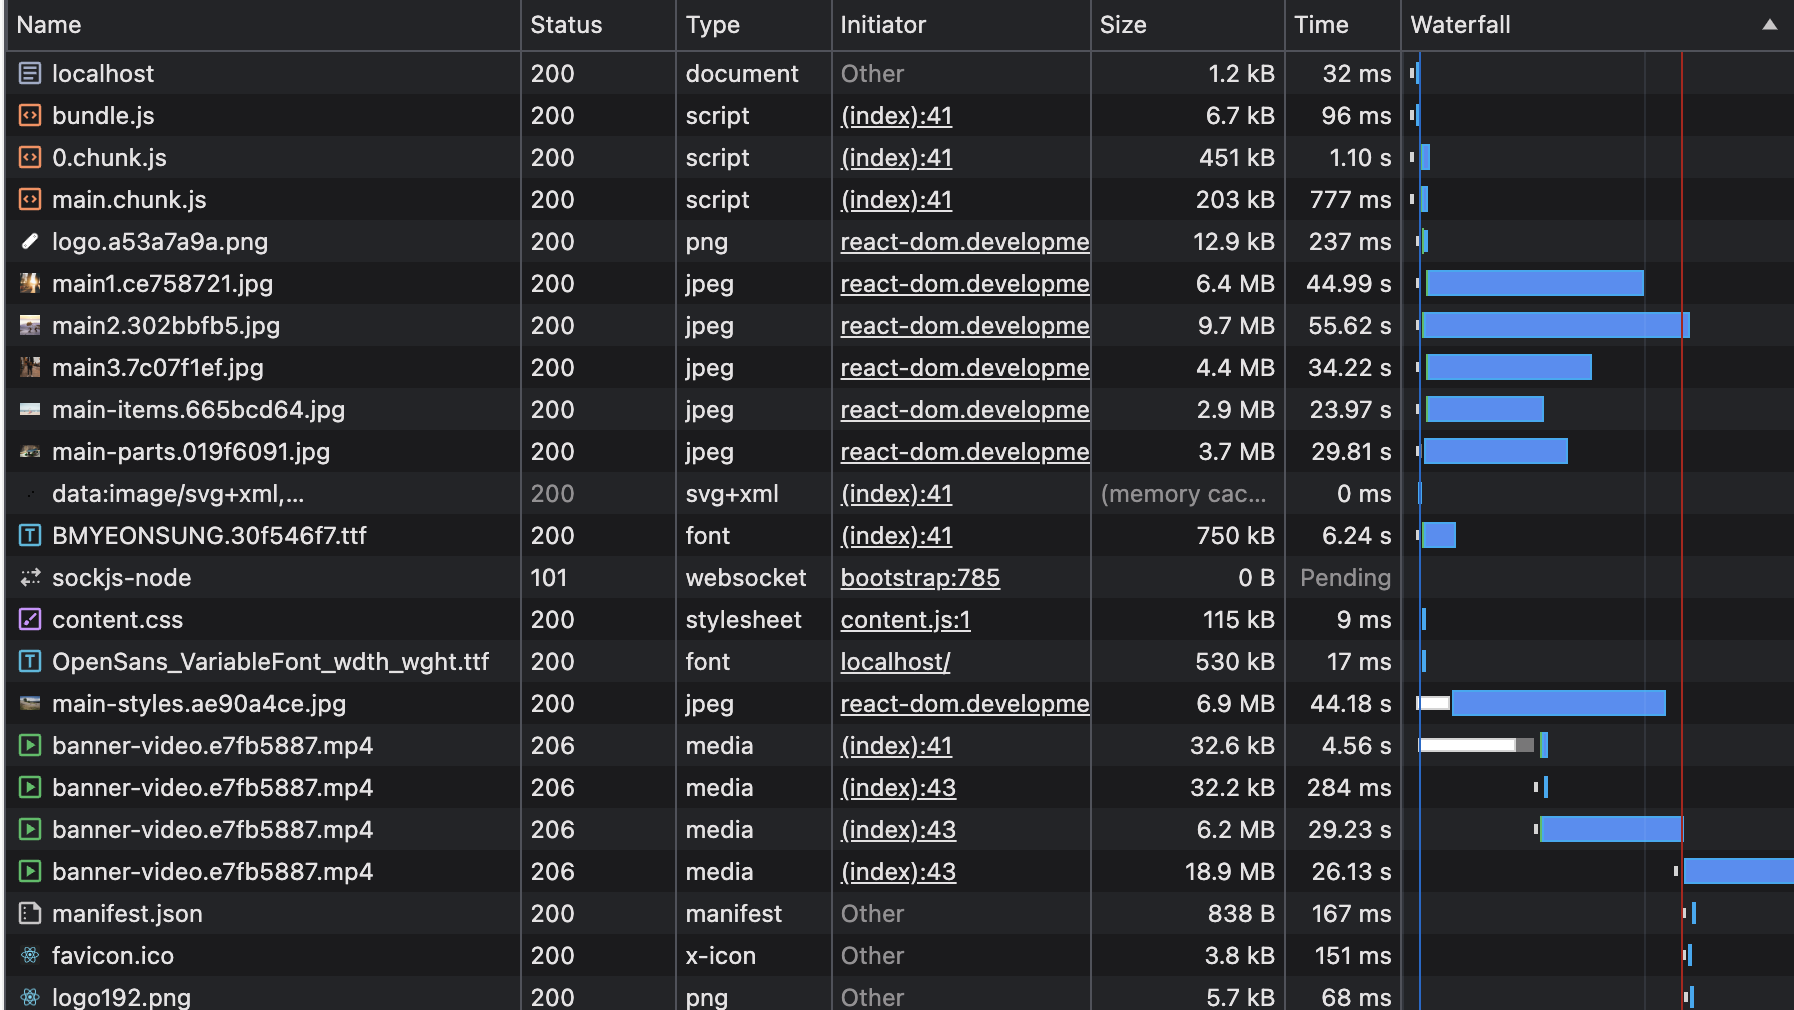 Name Status Type Initiator Size Time Waterfall
localhost 200 document Other 1.2 kB 32 ms
bundle.js 200 script (index):41 6.7 kB 96 ms
0.chunk.js 200 script (index):41 451 kB 1.10 s
main.chunk.js 200 script (index):41 203 kB 777 ms
logo.a53a7a9a.png 200 png react-dom.developme 12.9 kB 237 ms
main1.ce758721.jpg 200 jpeg react-dom.developme 6.4 MB 44.99 s
main2.302bbfb5.jpg 200 jpeg react-dom.developme 9.7 MB 55.62 s
main3.7c07f1ef.jpg 200 jpeg react-dom.developme 4.4 MB 34.22 s
main-items.665bcd64.jpg 200 jpeg react-dom.developme 2.9 MB 23.97 s
main-parts.019f6091.jpg 200 jpeg react-dom.developme 3.7 MB 29.81 s
data:image/svg+xml,... 200 svg+xml (index):41 (memory cac... 0 ms
BMYEONSUNG.30f546f7.ttf 200 font (index):41 750 kB 6.24 s
sockjs-node 101 websocket bootstrap:785 0 B Pending
content.css 200 stylesheet content.js:1 115 kB 9 ms
OpenSans_VariableFont_wdth_wght.ttf 200 font localhost/ 530 kB 17 ms
main-styles.ae90a4ce.jpg 200 jpeg react-dom.developme 6.9 MB 44.18 s
banner-video.e7fb5887.mp4 206 media (index):41 32.6 kB 4.56 s
banner-video.e7fb5887.mp4 206 media (index):43 32.2 kB 284 ms
banner-video.e7fb5887.mp4 206 media (index):43 6.2 MB 29.23 s
banner-video.e7fb5887.mp4 206 media (index):43 18.9 MB 26.13 s
manifest.json 200 manifest Other 838 B 167 ms
favicon.ico 200 x-icon Other 3.8 kB 151 ms
logo192.png 200 png Other 5.7 kB 68 ms